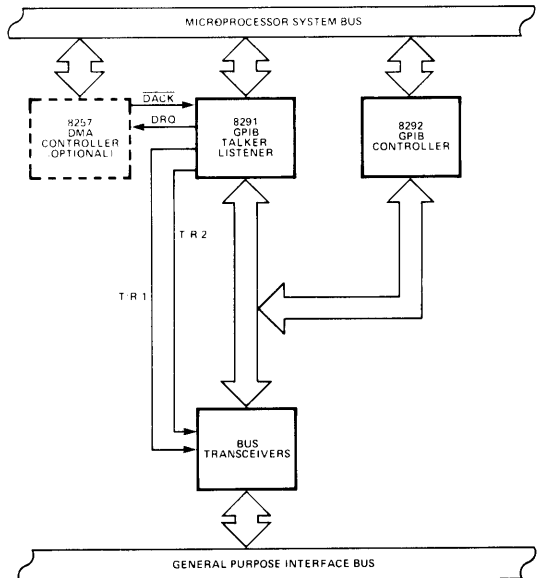 MICROPROCESSOR SYSTEM BUS
8257
DMA
CONTROLLER
OPTIONAL)
DACK
DRQ
8291
GPIB
TALKER
LISTENER
8292
GPIB
CONTROLLER
T R 2
T R 1
BUS
TRANSCEIVERS
GENERAL PURPOSE INTERFACE BUS